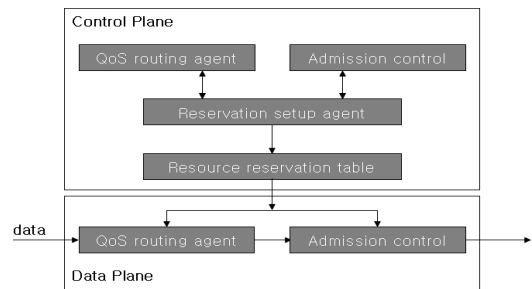 Control Plane
QoS routing agent
Admission control
Reservation setup agent
Resource reservation table
data
QoS routing agent
Admission control
Data Plane